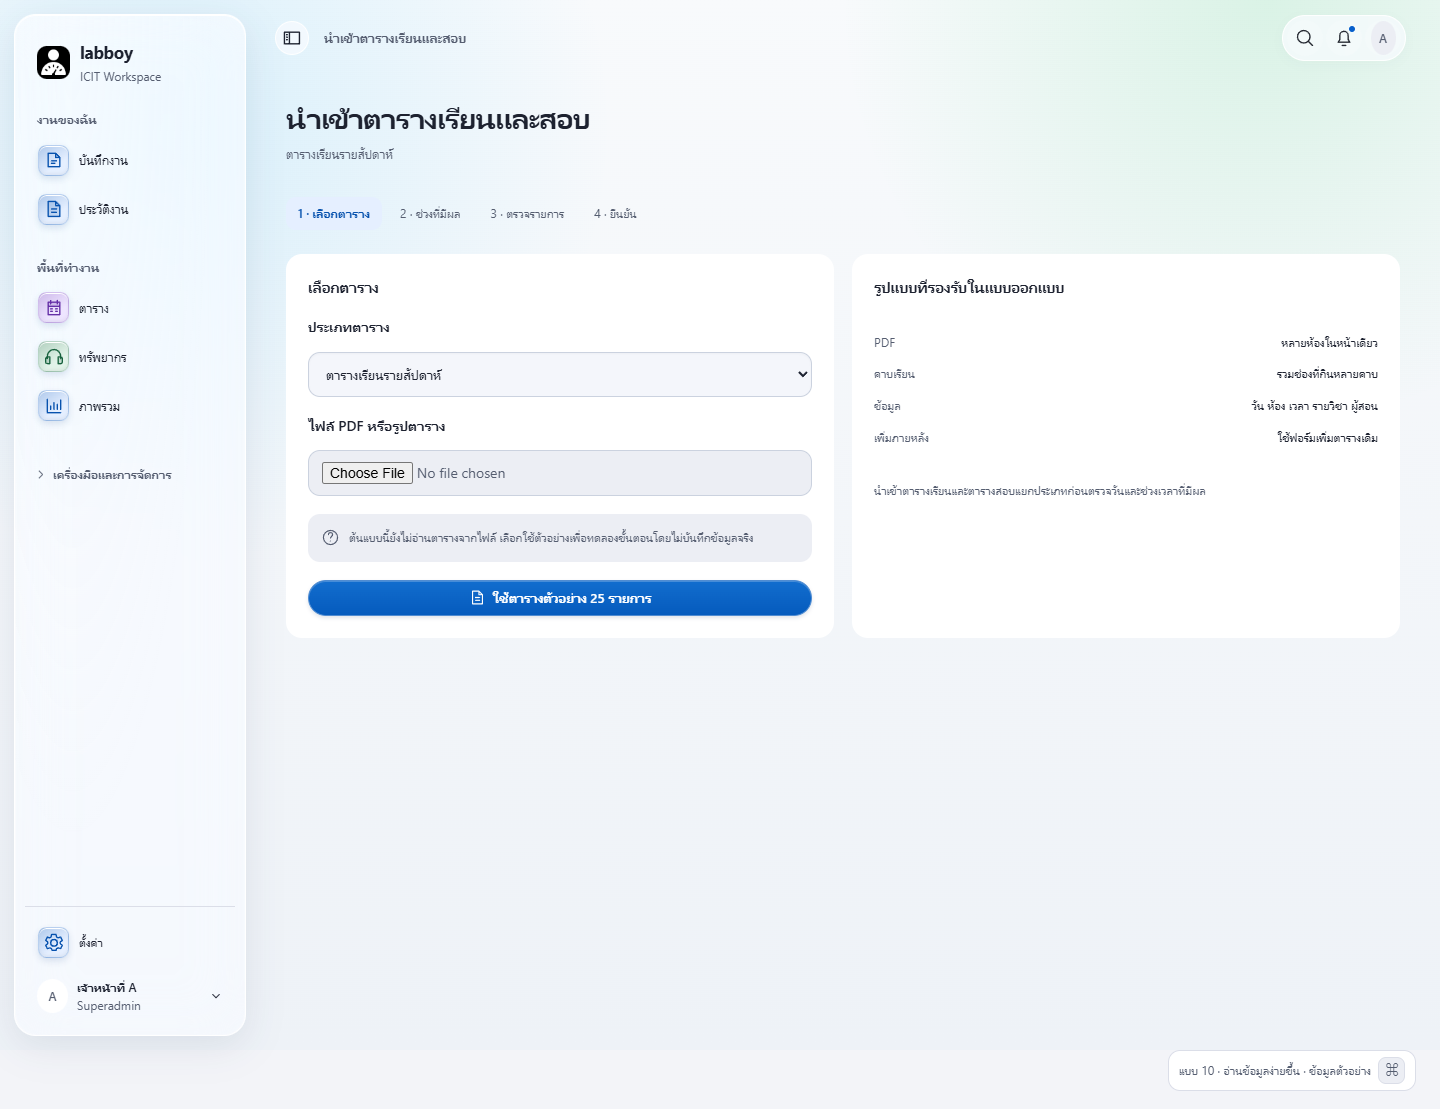 labboy
ICIT Workspace
งานของฉัน
บันทึกงาน
ประวัติงาน
พื้นที่ทำงาน
ตาราง
ทรัพยากร
ภาพรวม
เครื่องมือและการจัดการ
ตั้งค่า
A
เจ้าหน้าที่ A
Superadmin
นำเข้าตารางเรียนและสอบ
A
นำเข้าตารางเรียนและสอบ
ตารางเรียนรายสัปดาห์
1 · เลือกตาราง
2 · ช่วงที่มีผล
3 · ตรวจรายการ
4 · ยืนยัน
เลือกตาราง
ประเภทตาราง
ตารางเรียนรายสัปดาห์
ไฟล์ PDF หรือรูปตาราง
Choose File No file chosen
ต้นแบบนี้ยังไม่อ่านตารางจากไฟล์ เลือกใช้ตัวอย่างเพื่อทดลองขั้นตอนโดยไม่บันทึกข้อมูลจริง
ใช้ตารางตัวอย่าง 25 รายการ
รูปแบบที่รองรับในแบบออกแบบ
PDF หลายห้องในหน้าเดียว
คาบเรียน รวมช่องที่กินหลายคาบ
ข้อมูล วัน ห้อง เวลา รายวิชา ผู้สอน
เพิ่มภายหลัง ใช้ฟอร์มเพิ่มตารางเดิม
นำเข้าตารางเรียนและตารางสอบแยกประเภทก่อนตรวจวันและช่วงเวลาที่มีผล
แบบ 10 · อ่านข้อมูลง่ายขึ้น · ข้อมูลตัวอย่าง ⌘